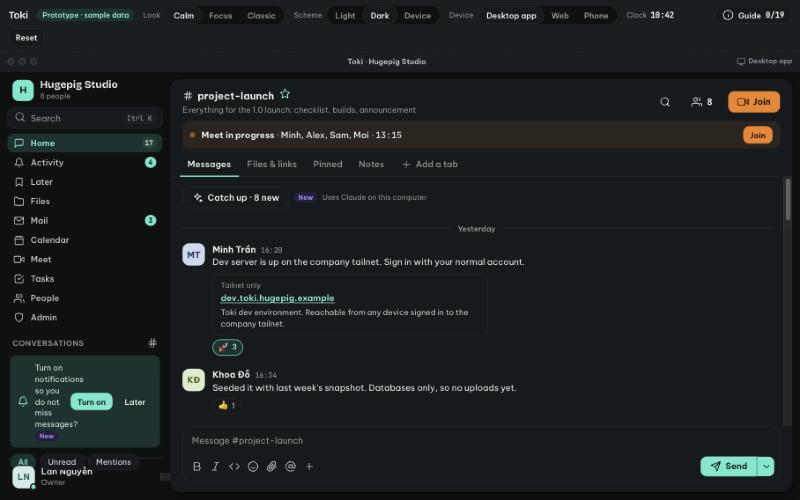 Toki
Prototype · sample data
Look
Calm
Focus
Classic
Scheme
Light
Dark
Device
Device
Desktop app
Web
Phone
Clock 10:42
Guide 0/19
Reset
Toki · Hugepig Studio
Desktop app
H
Hugepig Studio
8 people
Search
Ctrl K
Home
17
Activity
4
Later
Files
Mail
3
Calendar
Meet
Tasks
People
Admin
CONVERSATIONS
#
Turn on
notifications
so you
do not
miss
messages?
New
Turn on
Later
All
Unread
Mentions
LN
Lan Nguyễn
Owner
# project-launch
Everything for the 1.0 launch: checklist, builds, announcement
8
Join
Meet in progress · Minh, Alex, Sam, Mai · 13:15
Join
Messages
Files & links
Pinned
Notes
+ Add a tab
Catch up · 8 new
New
Uses Claude on this computer
Yesterday
MT
Minh Trần 16:20
Dev server is up on the company tailnet. Sign in with your normal account.
Tailnet only
dev.toki.hugepig.example
Toki dev environment. Reachable from any device signed in to the
company tailnet.
🚀 3
KĐ
Khoa Đỗ 16:34
Seeded it with last week's snapshot. Databases only, so no uploads yet.
👍 1
Message #project-launch
B
I
@
+
Send